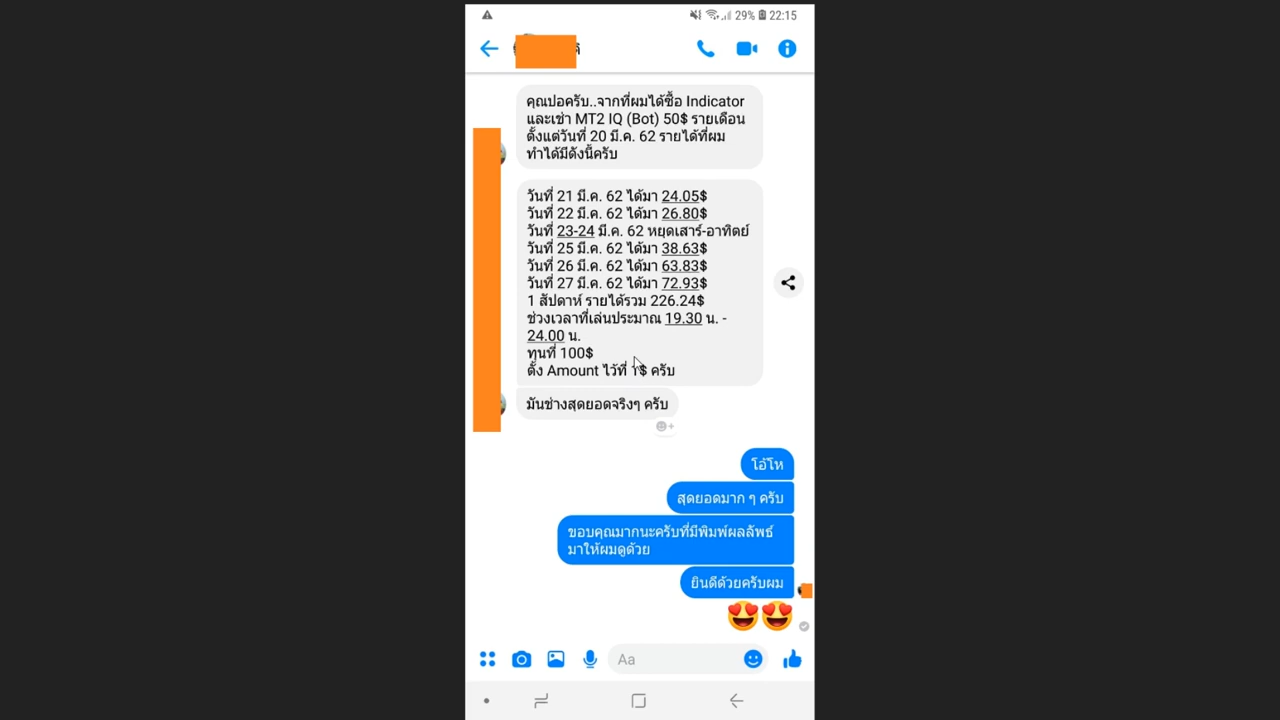 29% 22:15
คุณปอครับ..จากที่ผมได้ซื้อ Indicator
และเช่า MT2 IQ (Bot) 50$ รายเดือน
ตั้งแต่วันที่ 20 มี.ค. 62 รายได้ที่ผม
ทำได้มีดังนี้ครับ
วันที่ 21 มี.ค. 62 ได้มา 24.05$
วันที่ 22 มี.ค. 62 ได้มา 26.80$
วันที่ 23-24 มี.ค. 62 หยุดเสาร์-อาทิตย์
วันที่ 25 มี.ค. 62 ได้มา 38.63$
วันที่ 26 มี.ค. 62 ได้มา 63.83$
วันที่ 27 มี.ค. 62 ได้มา 72.93$
1 สัปดาห์ รายได้รวม 226.24$
ช่วงเวลาที่เล่นประมาณ 19.30 น. -
24.00 น.
ทุนที่ 100$
ตั้ง Amount ไว้ที่ 1$ ครับ
มันช่างสุดยอดจริงๆ ครับ
โอ้โห
สุดยอดมาก ๆ ครับ
ขอบคุณมากนะครับที่มีพิมพ์ผลลัพธ์
มาให้ผมดูด้วย
ยินดีด้วยครับผม
Aa